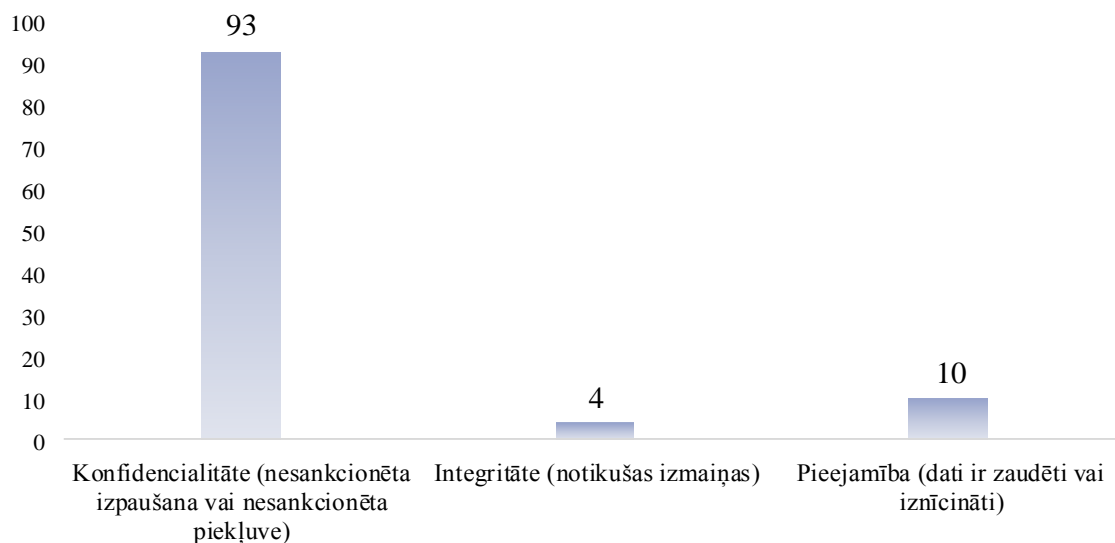 100
93
90
80
70
60
50
40
30
20
10
0
4
10
Konfidencialitāte (nesankcionēta
izpaušana vai nesankcionēta
piekļuve)
Integritāte (notikušas izmaiņas)
Pieejamība (dati ir zaudēti vai
iznīcināti)